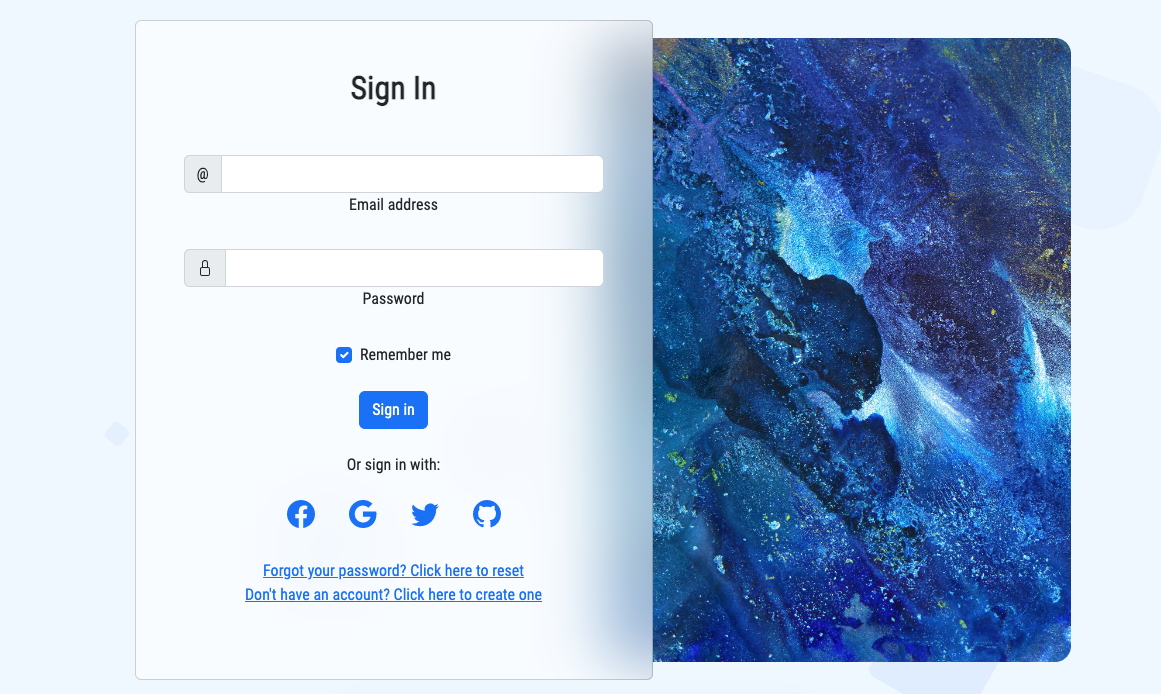 Sign In
@
Email address
Password
Remember me
Sign in
Or sign in with:
Forgot your password? Click here to reset
Don't have an account? Click here to create one